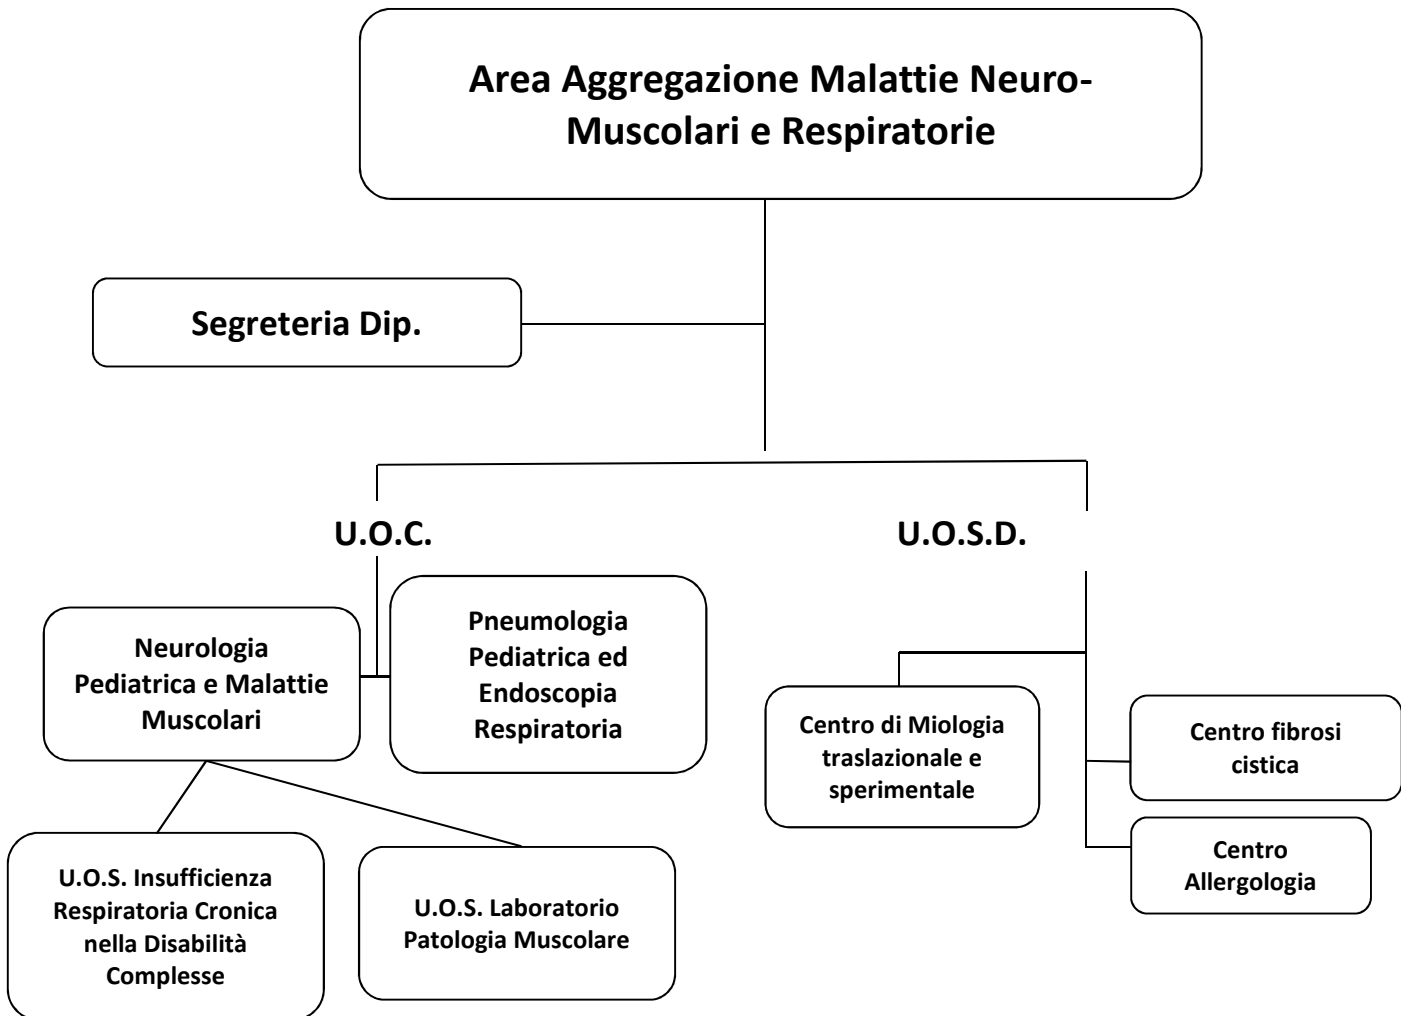 Area Aggregazione Malattie Neuro-
Muscolari e Respiratorie
Segreteria Dip.
U.O.C.
U.O.S.D.
Neurologia
Pediatrica e Malattie
Muscolari
Pneumologia
Pediatrica ed
Endoscopia
Respiratoria
Centro di Miologia
traslazionale e
sperimentale
Centro fibrosi
cistica
Centro
Allergologia
U.O.S. Insufficienza
Respiratoria Cronica
nella Disabilità
Complesse
U.O.S. Laboratorio
Patologia Muscolare